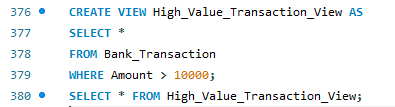 376 CREATE VIEW High_Value_Transaction_View AS
377 SELECT *
378 FROM Bank_Transaction
379 WHERE Amount > 10000;
380 SELECT * FROM High_Value_Transaction_View;